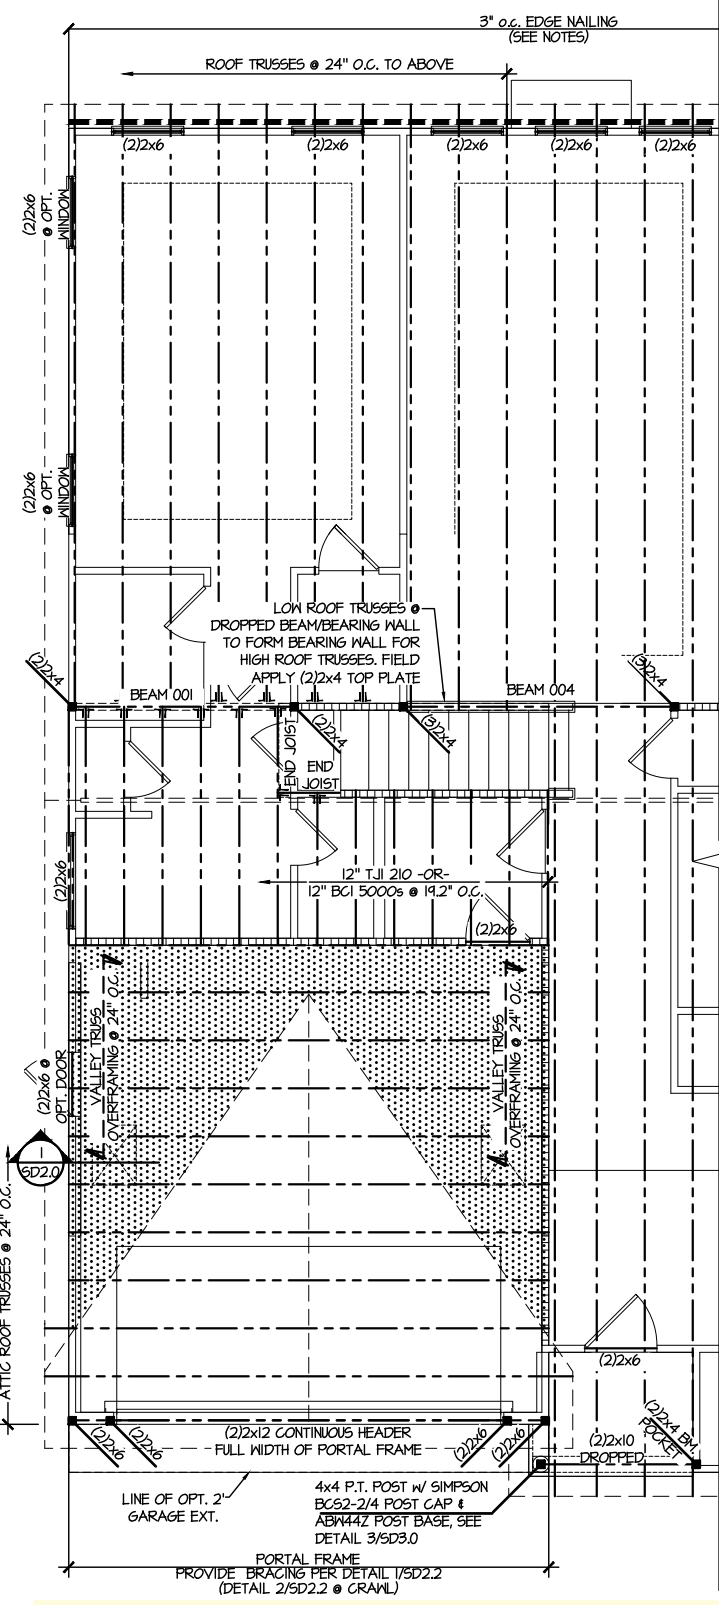 3" o.c. EDGE NAILING
(SEE NOTES)
ROOF TRUSSES @ 24" O.C. TO ABOVE
(2)2x6
(2)2x6
(2)2x6
(2)2x6
(2)2x6
(2)2x6
@ OPT.
WINDOW
(2)2x6
@ OPT.
WINDOW
LOW ROOF TRUSSES @
DROPPED BEAM/BEARING WALL
TO FORM BEARING WALL FOR
HIGH ROOF TRUSSES. FIELD
APPLY (2)2x4 TOP PLATE
(2)2x4
BEAM 001
BEAM 004
(3)2x4
(2)2x4
(3)2x4
END JOIST
END
JOIST
(2)2x6
12" TJI 210 -OR-
12" BCI 5000s @ 19.2" O.C.
(2)2x6
VALLEY TRUSS
OVERFRAMING @ 24" O.C.
VALLEY TRUSS
OVERFRAMING @ 24" O.C.
(2)2x6 @
OPT. DOOR
1
SD2.0
ATTIC ROOF TRUSSES @ 24" O.C.
(2)2x6
(2)2x6
(2)2x6
(2)2x12 CONTINUOUS HEADER
FULL WIDTH OF PORTAL FRAME
(2)2x6
(2)2x6
(2)2x10
DROPPED
(2)2x4 BM.
POCKET
LINE OF OPT. 2'
GARAGE EXT.
4x4 P.T. POST w/ SIMPSON
BCS2-2/4 POST CAP &
ABW44Z POST BASE, SEE
DETAIL 3/SD3.0
PORTAL FRAME
PROVIDE BRACING PER DETAIL 1/SD2.2
(DETAIL 2/SD2.2 @ CRAWL)